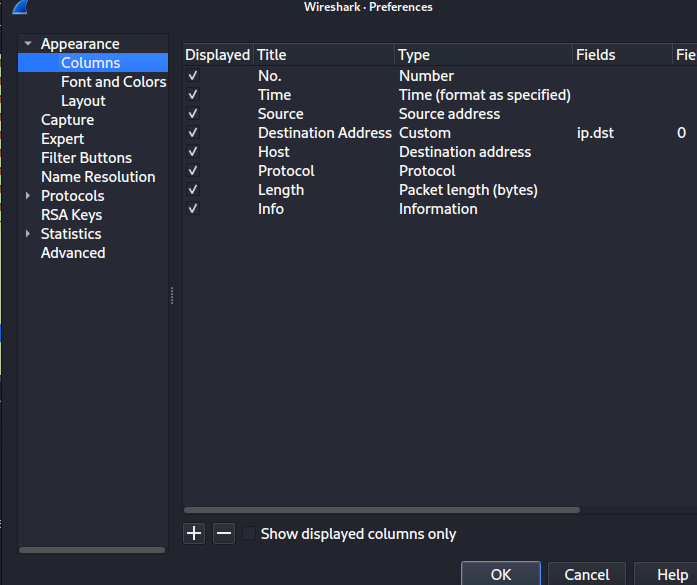 Wireshark · Preferences
Appearance
Columns
Font and Colors
Layout
Capture
Expert
Filter Buttons
Name Resolution
Protocols
RSA Keys
Statistics
Advanced
Displayed Title Type Fields Fie
No. Number
Time Time (format as specified)
Source Source address
Destination Address Custom ip.dst 0
Host Destination address
Protocol Protocol
Length Packet length (bytes)
Info Information
Show displayed columns only
OK Cancel Help